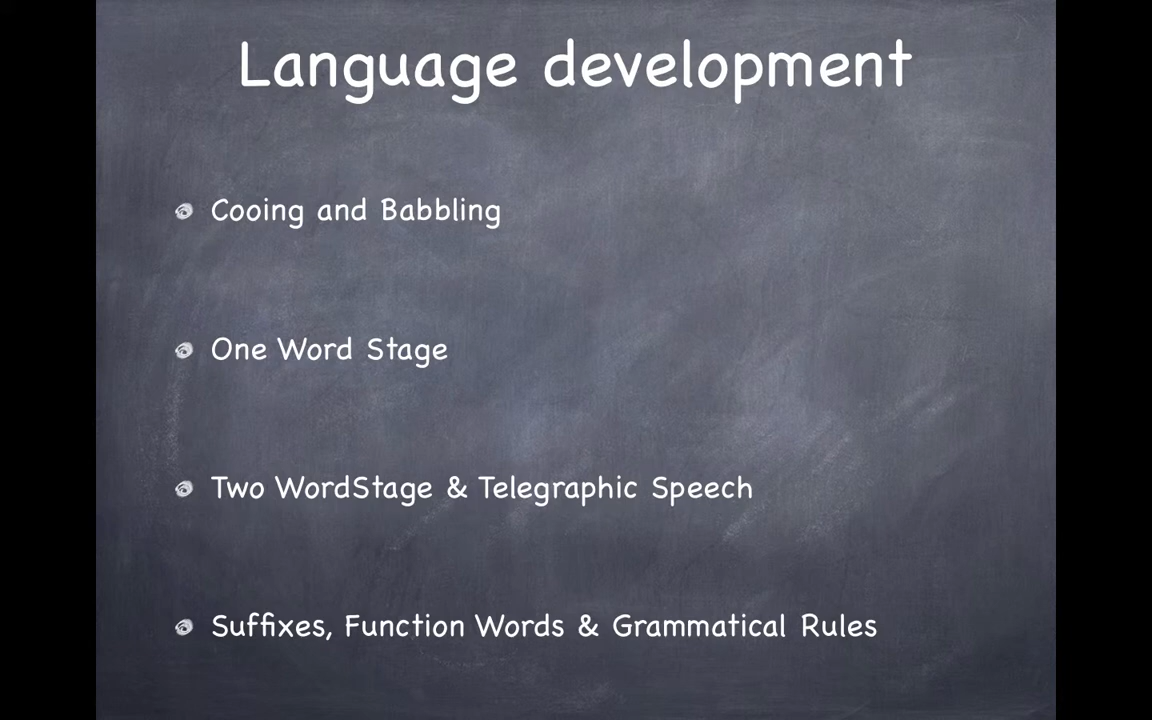 Language development
Cooing and Babbling
One Word Stage
Two WordStage & Telegraphic Speech
Suffixes, Function Words & Grammatical Rules